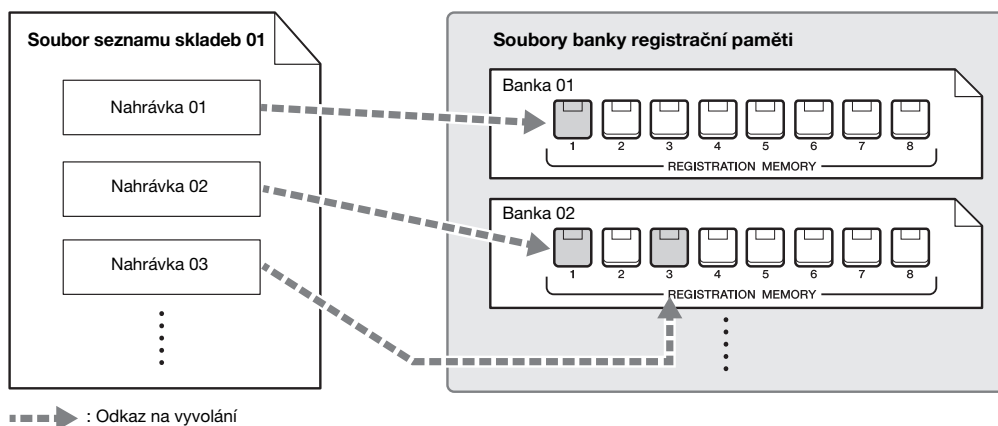 Soubor seznamu skladeb 01
Nahrávka 01
Nahrávka 02
Nahrávka 03
Soubory banky registrační paměti
Banka 01
1 2 3 4 5 6 7 8
REGISTRATION MEMORY
Banka 02
1 2 3 4 5 6 7 8
REGISTRATION MEMORY
: Odkaz na vyvolání